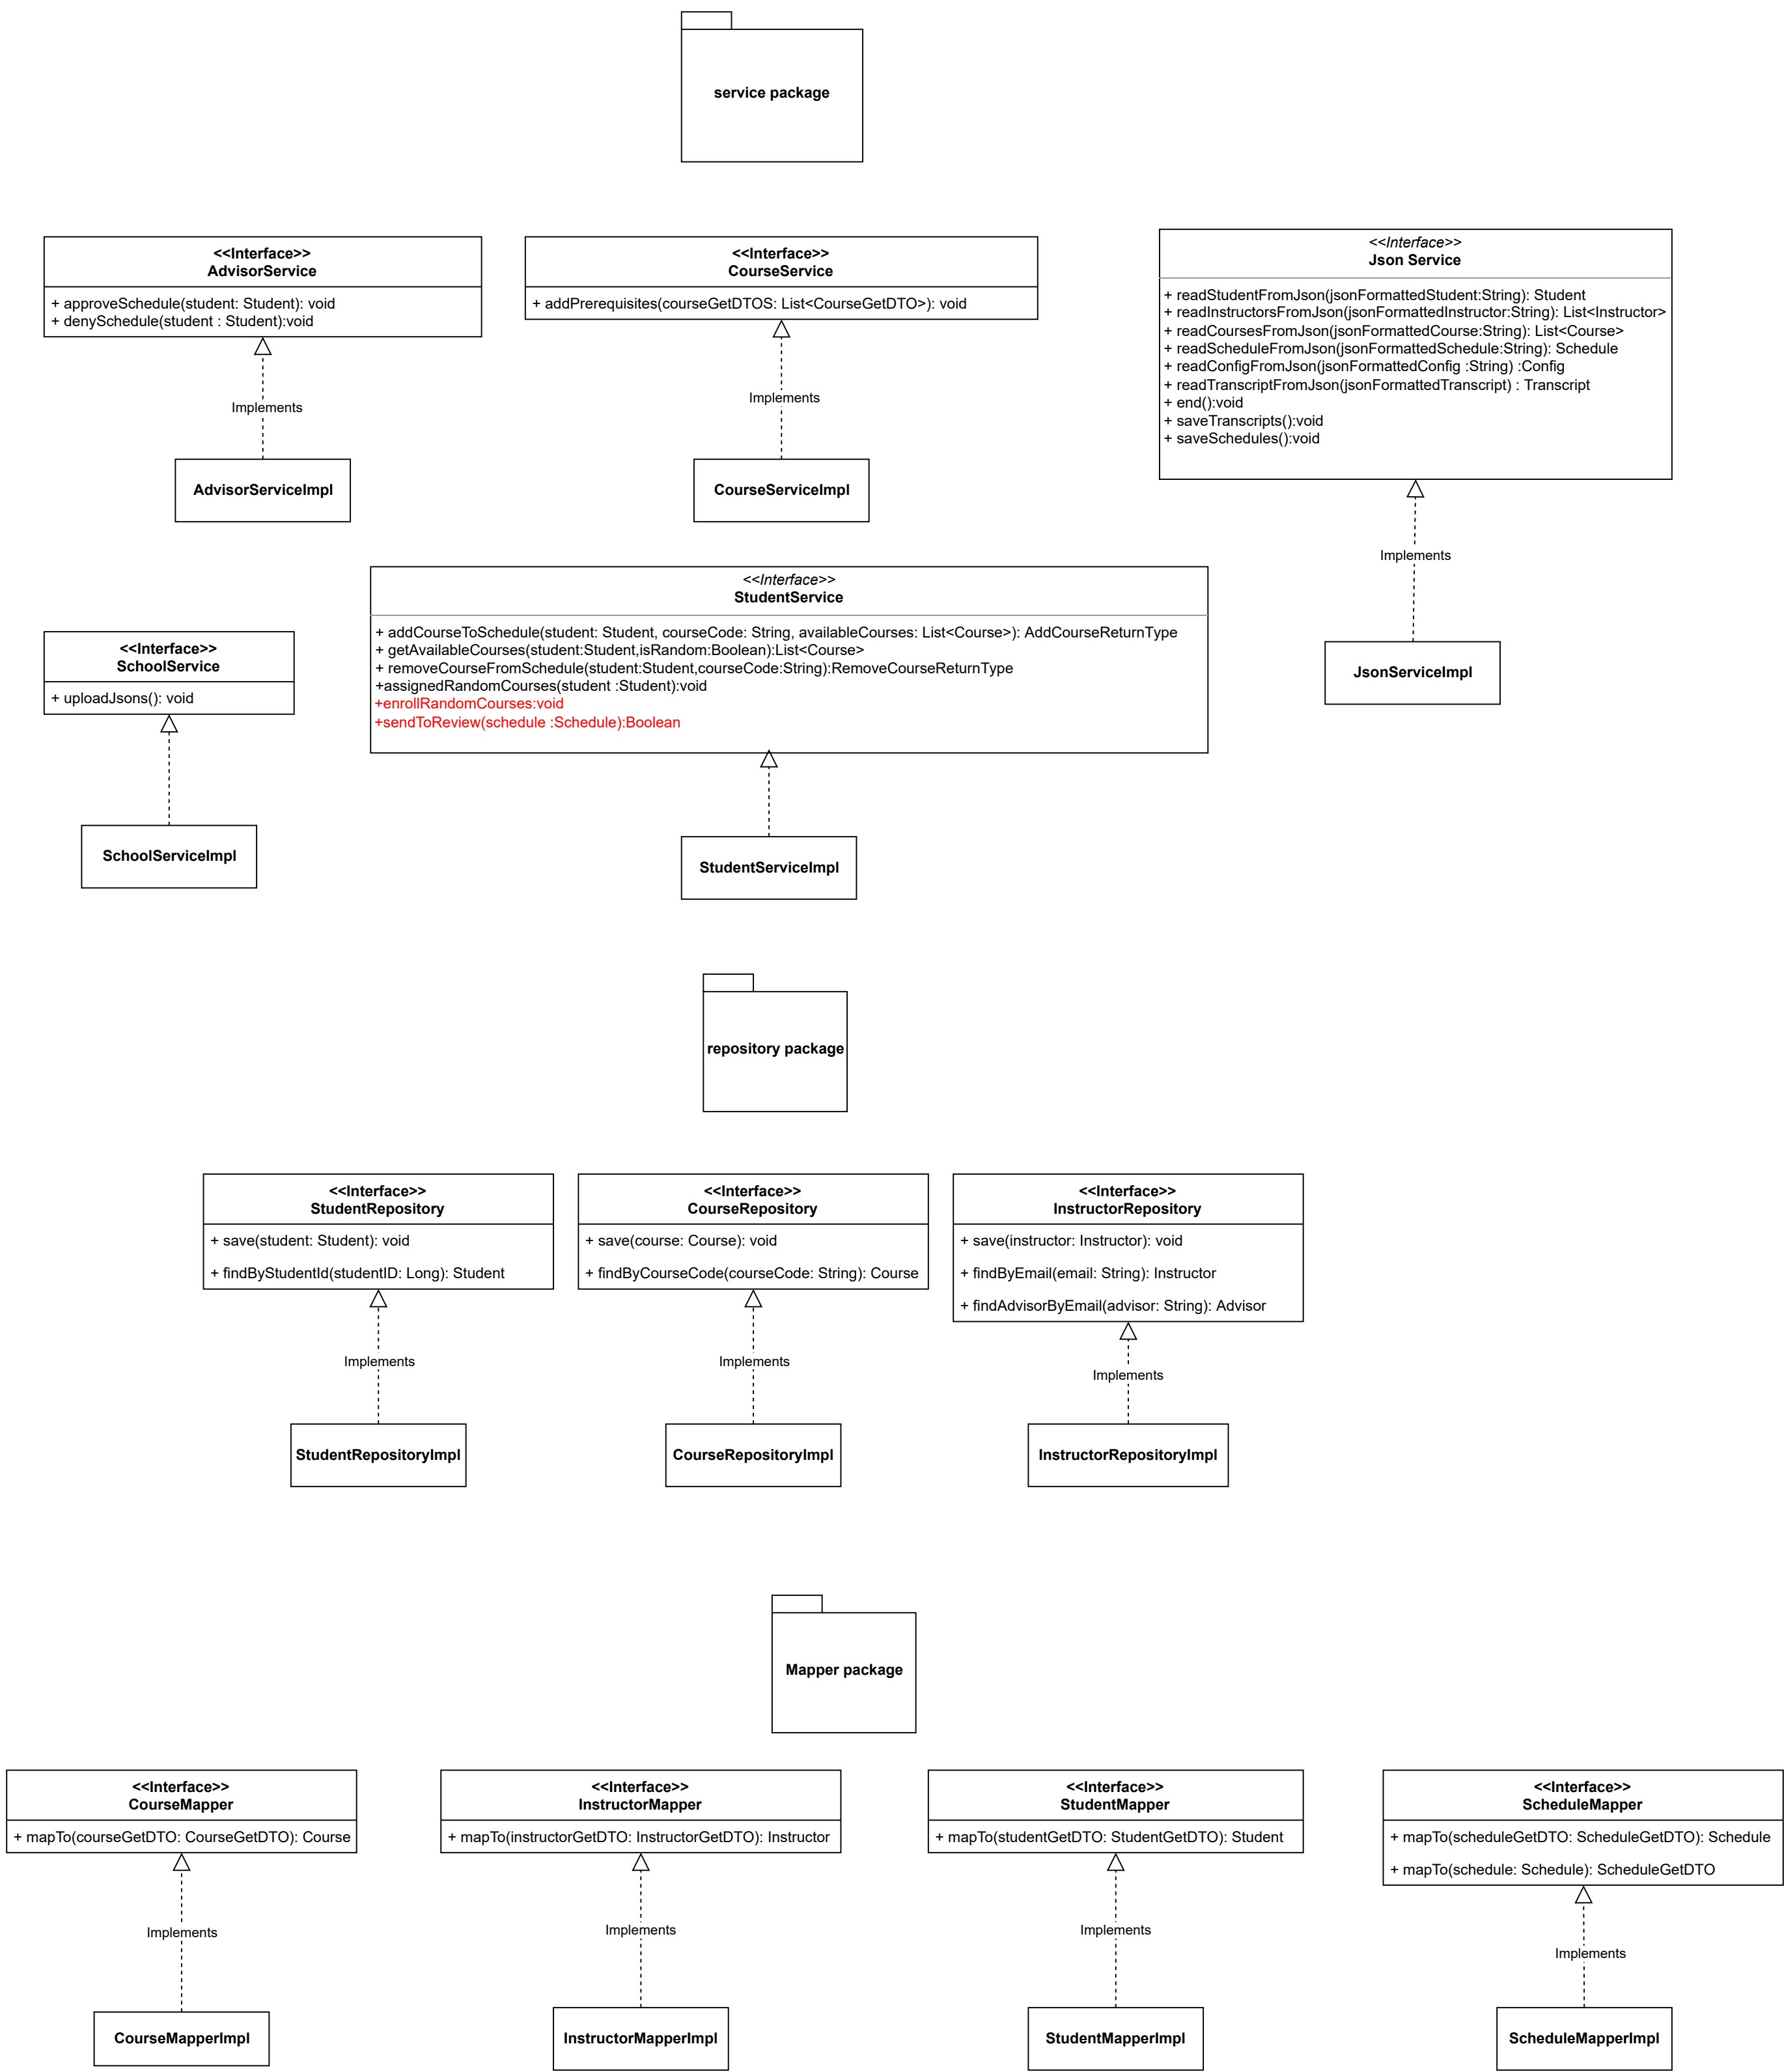 service package
<<Interface>>
AdvisorService
+ approveSchedule(student: Student): void
+ denySchedule(student : Student):void
Implements
AdvisorServiceImpl
<<Interface>>
CourseService
+ addPrerequisites(courseGetDTOS: List<CourseGetDTO>): void
Implements
CourseServiceImpl
<<Interface>>
Json Service
+ readStudentFromJson(jsonFormattedStudent:String): Student
+ readInstructorsFromJson(jsonFormattedInstructor:String): List<Instructor>
+ readCoursesFromJson(jsonFormattedCourse:String): List<Course>
+ readScheduleFromJson(jsonFormattedSchedule:String): Schedule
+ readConfigFromJson(jsonFormattedConfig :String) :Config
+ readTranscriptFromJson(jsonFormattedTranscript) : Transcript
+ end():void
+ saveTranscripts():void
+ saveSchedules():void
Implements
JsonServiceImpl
<<Interface>>
SchoolService
+ uploadJsons(): void
SchoolServiceImpl
<<Interface>>
StudentService
+ addCourseToSchedule(student: Student, courseCode: String, availableCourses: List<Course>): AddCourseReturnType
+ getAvailableCourses(student:Student,isRandom:Boolean):List<Course>
+ removeCourseFromSchedule(student:Student,courseCode:String):RemoveCourseReturnType
+assignedRandomCourses(student :Student):void
+enrollRandomCourses:void
+sendToReview(schedule :Schedule):Boolean
StudentServiceImpl
repository package
<<Interface>>
StudentRepository
+ save(student: Student): void
+ findByStudentId(studentID: Long): Student
Implements
StudentRepositoryImpl
<<Interface>>
CourseRepository
+ save(course: Course): void
+ findByCourseCode(courseCode: String): Course
Implements
CourseRepositoryImpl
<<Interface>>
InstructorRepository
+ save(instructor: Instructor): void
+ findByEmail(email: String): Instructor
+ findAdvisorByEmail(advisor: String): Advisor
Implements
InstructorRepositoryImpl
Mapper package
<<Interface>>
CourseMapper
+ mapTo(courseGetDTO: CourseGetDTO): Course
Implements
CourseMapperImpl
<<Interface>>
InstructorMapper
+ mapTo(instructorGetDTO: InstructorGetDTO): Instructor
Implements
InstructorMapperImpl
<<Interface>>
StudentMapper
+ mapTo(studentGetDTO: StudentGetDTO): Student
Implements
StudentMapperImpl
<<Interface>>
ScheduleMapper
+ mapTo(scheduleGetDTO: ScheduleGetDTO): Schedule
+ mapTo(schedule: Schedule): ScheduleGetDTO
Implements
ScheduleMapperImpl